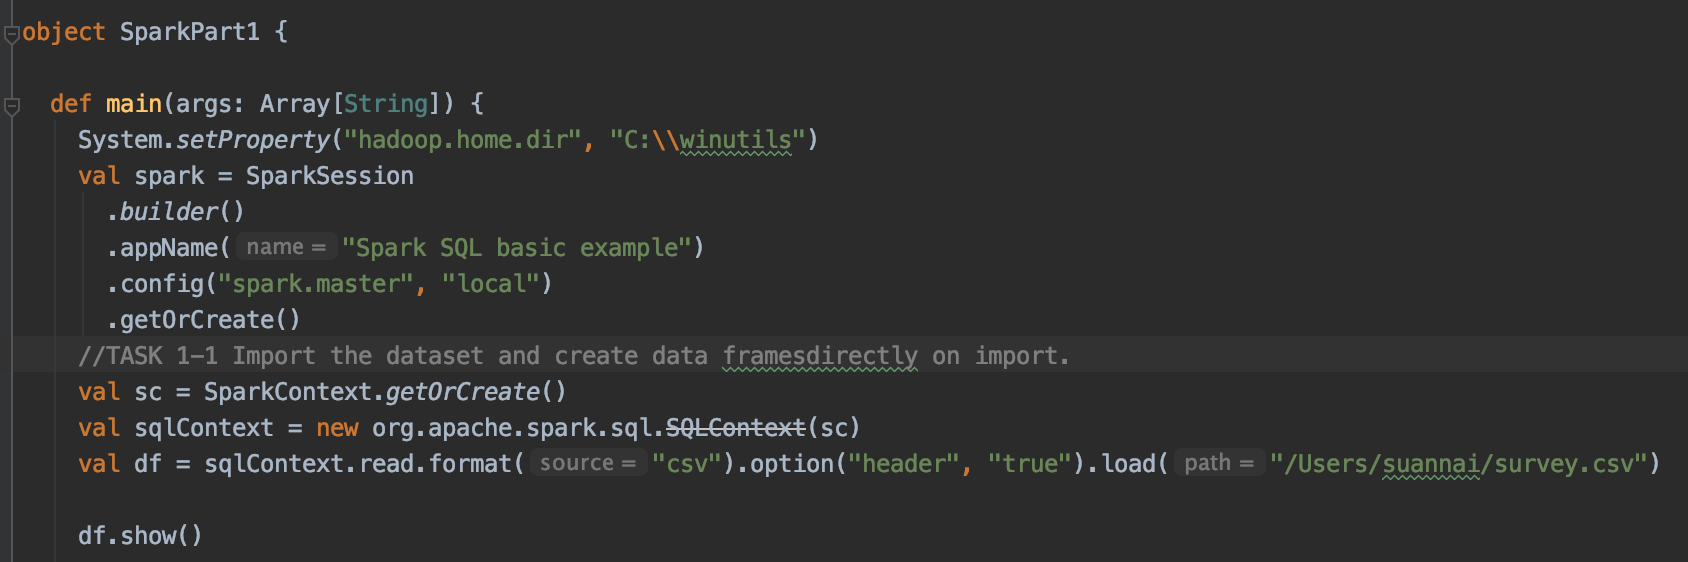 object SparkPart1 {
def main(args: Array[String]) {
System.setProperty("hadoop.home.dir", "C:\\winutils")
val spark = SparkSession
.builder()
.appName( name = "Spark SQL basic example")
.config("spark.master", "local")
.getOrCreate()
//TASK 1-1 Import the dataset and create data framesdirectly on import.
val sc = SparkContext.getOrCreate()
val sqlContext = new org.apache.spark.sql.SQLContext(sc)
val df = sqlContext.read.format( source = "csv").option("header", "true").load( path = "/Users/suannai/survey.csv")
df.show()